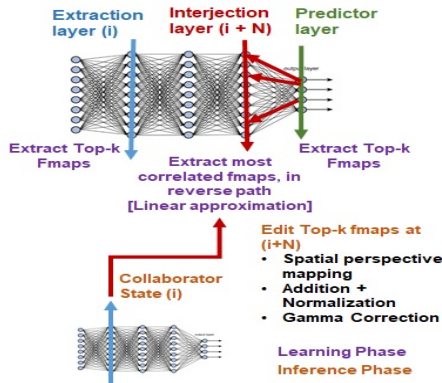 Extraction layer (i)
Interjection layer (i + N)
Predictor layer
output layer
Extract Top-k Fmaps
Extract most correlated fmaps, in reverse path [Linear approximation]
Extract Top-k Fmaps
Edit Top-k fmaps at (i+N)
• Spatial perspective mapping
• Addition + Normalization
• Gamma Correction
Collaborator State (i)
Learning Phase
Inference Phase